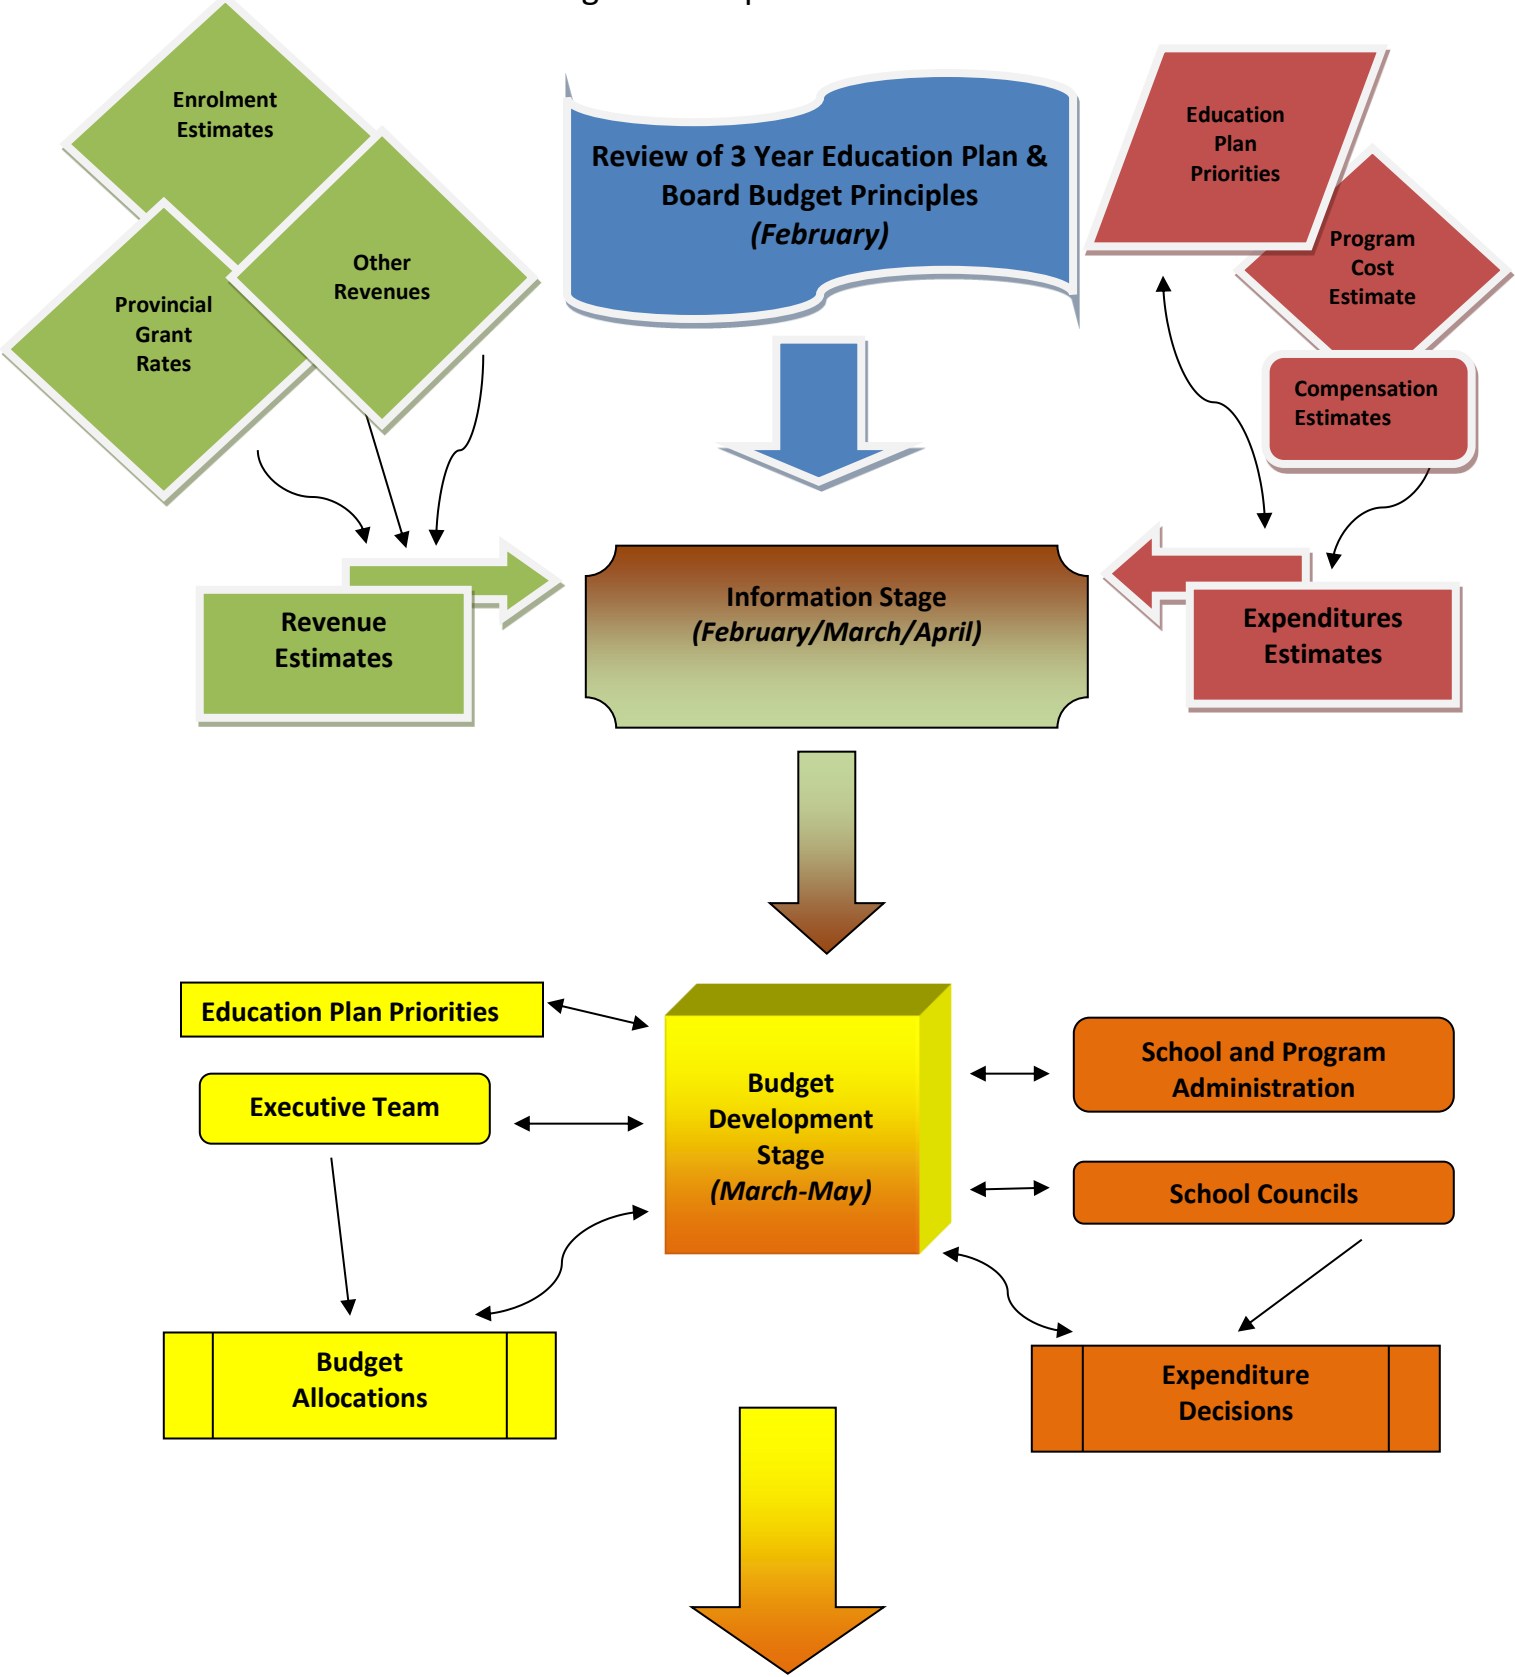 Enrolment
Estimates
Other
Revenues
Provincial
Grant
Rates
Review of 3 Year Education Plan &
Board Budget Principles
(February)
Education
Plan
Priorities
Program
Cost
Estimate
Compensation
Estimates
Revenue
Estimates
Information Stage
(February/March/April)
Expenditures
Estimates
Education Plan Priorities
Executive Team
Budget
Development
Stage
(March-May)
School and Program
Administration
School Councils
Budget
Allocations
Expenditure
Decisions